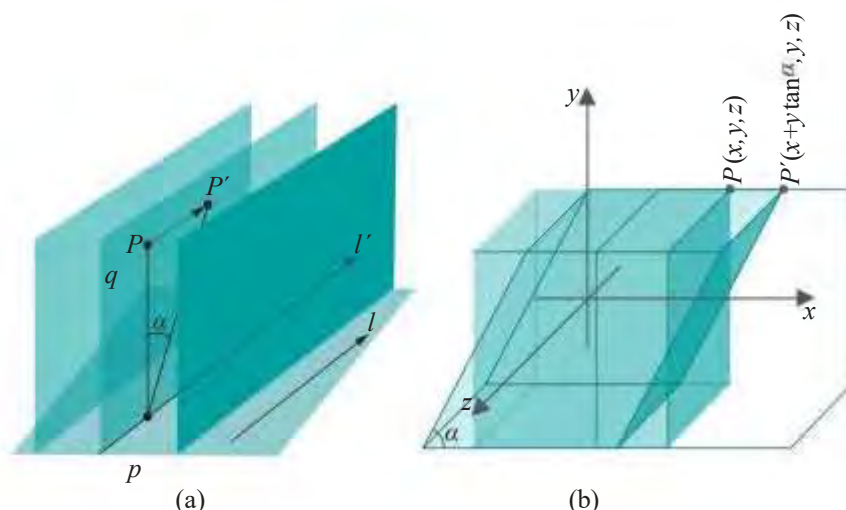 P´
P
q
l´
α
l
p
(a)
y
P(x,y,z)
P´(x+y tanα,y,z)
x
z
α
(b)